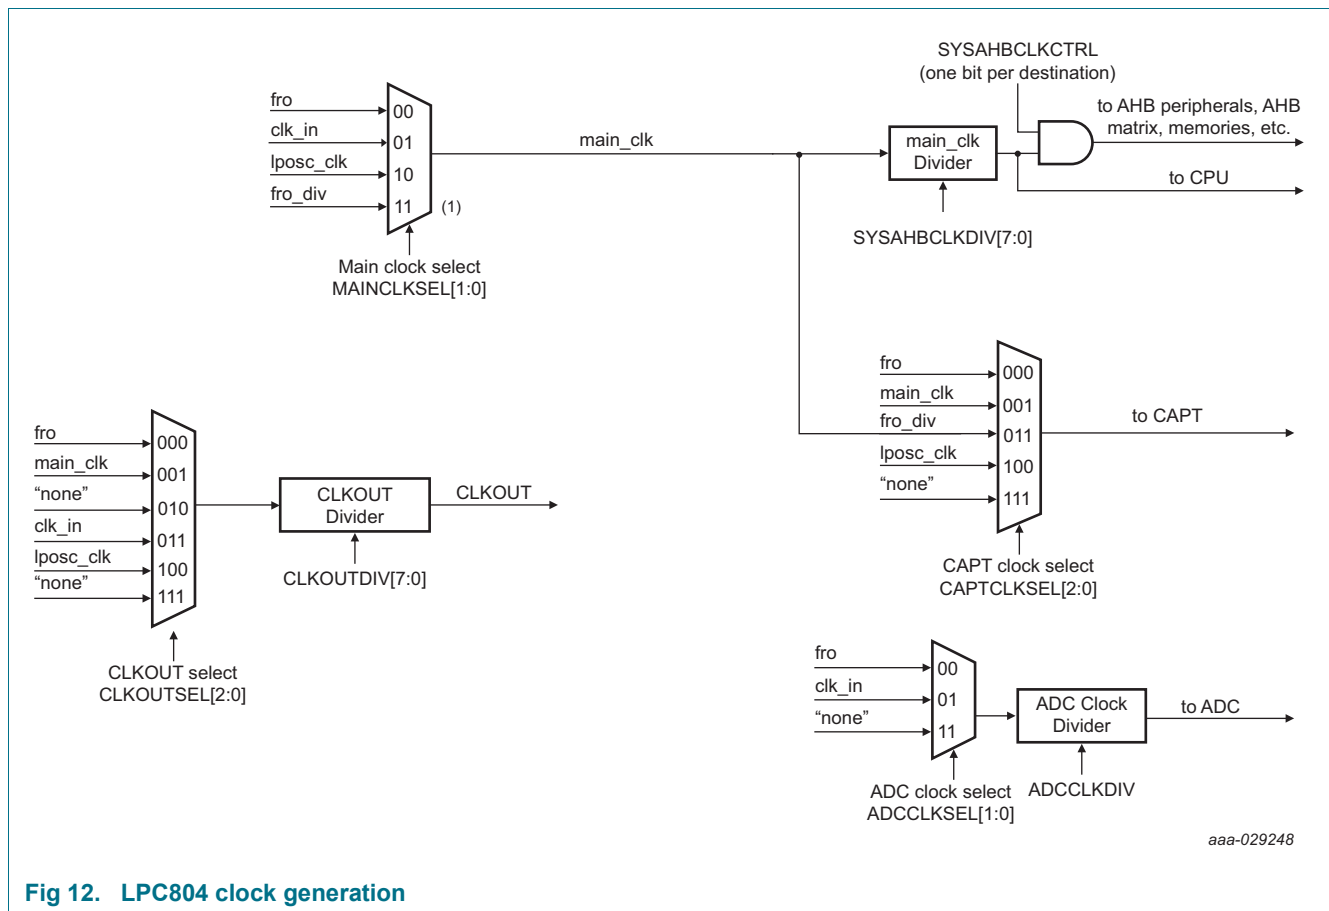 SYSAHBCLKCTRL
(one bit per destination)
fro
clk_in
lposc_clk
fro_div
00
01
10
11
(1)
Main clock select
MAINCLKSEL[1:0]
main_clk
main_clk
Divider
SYSAHBCLKDIV[7:0]
to AHB peripherals, AHB
matrix, memories, etc.
to CPU
fro
main_clk
fro_div
lposc_clk
“none”
000
001
011
100
111
to CAPT
CAPT clock select
CAPTCLKSEL[2:0]
fro
main_clk
“none”
clk_in
lposc_clk
“none”
000
001
010
011
100
111
CLKOUT
Divider
CLKOUT
CLKOUTDIV[7:0]
CLKOUT select
CLKOUTSEL[2:0]
fro
clk_in
“none”
00
01
11
ADC Clock
Divider
to ADC
ADC clock select
ADCCLKSEL[1:0]
ADCCLKDIV
aaa-029248
Fig 12. LPC804 clock generation